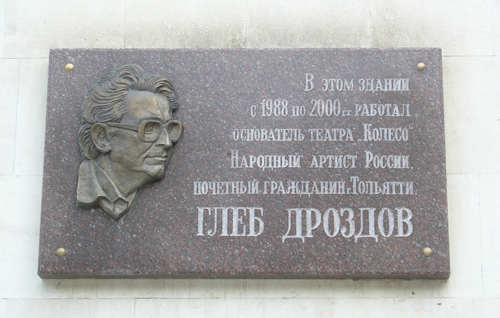 В этом здании
с 1988 по 2000 гг. работал
основатель театра „Колесо“
Народный артист России,
почетный гражданин г. Тольятти,
ГЛЕБ ДРОЗДОВ